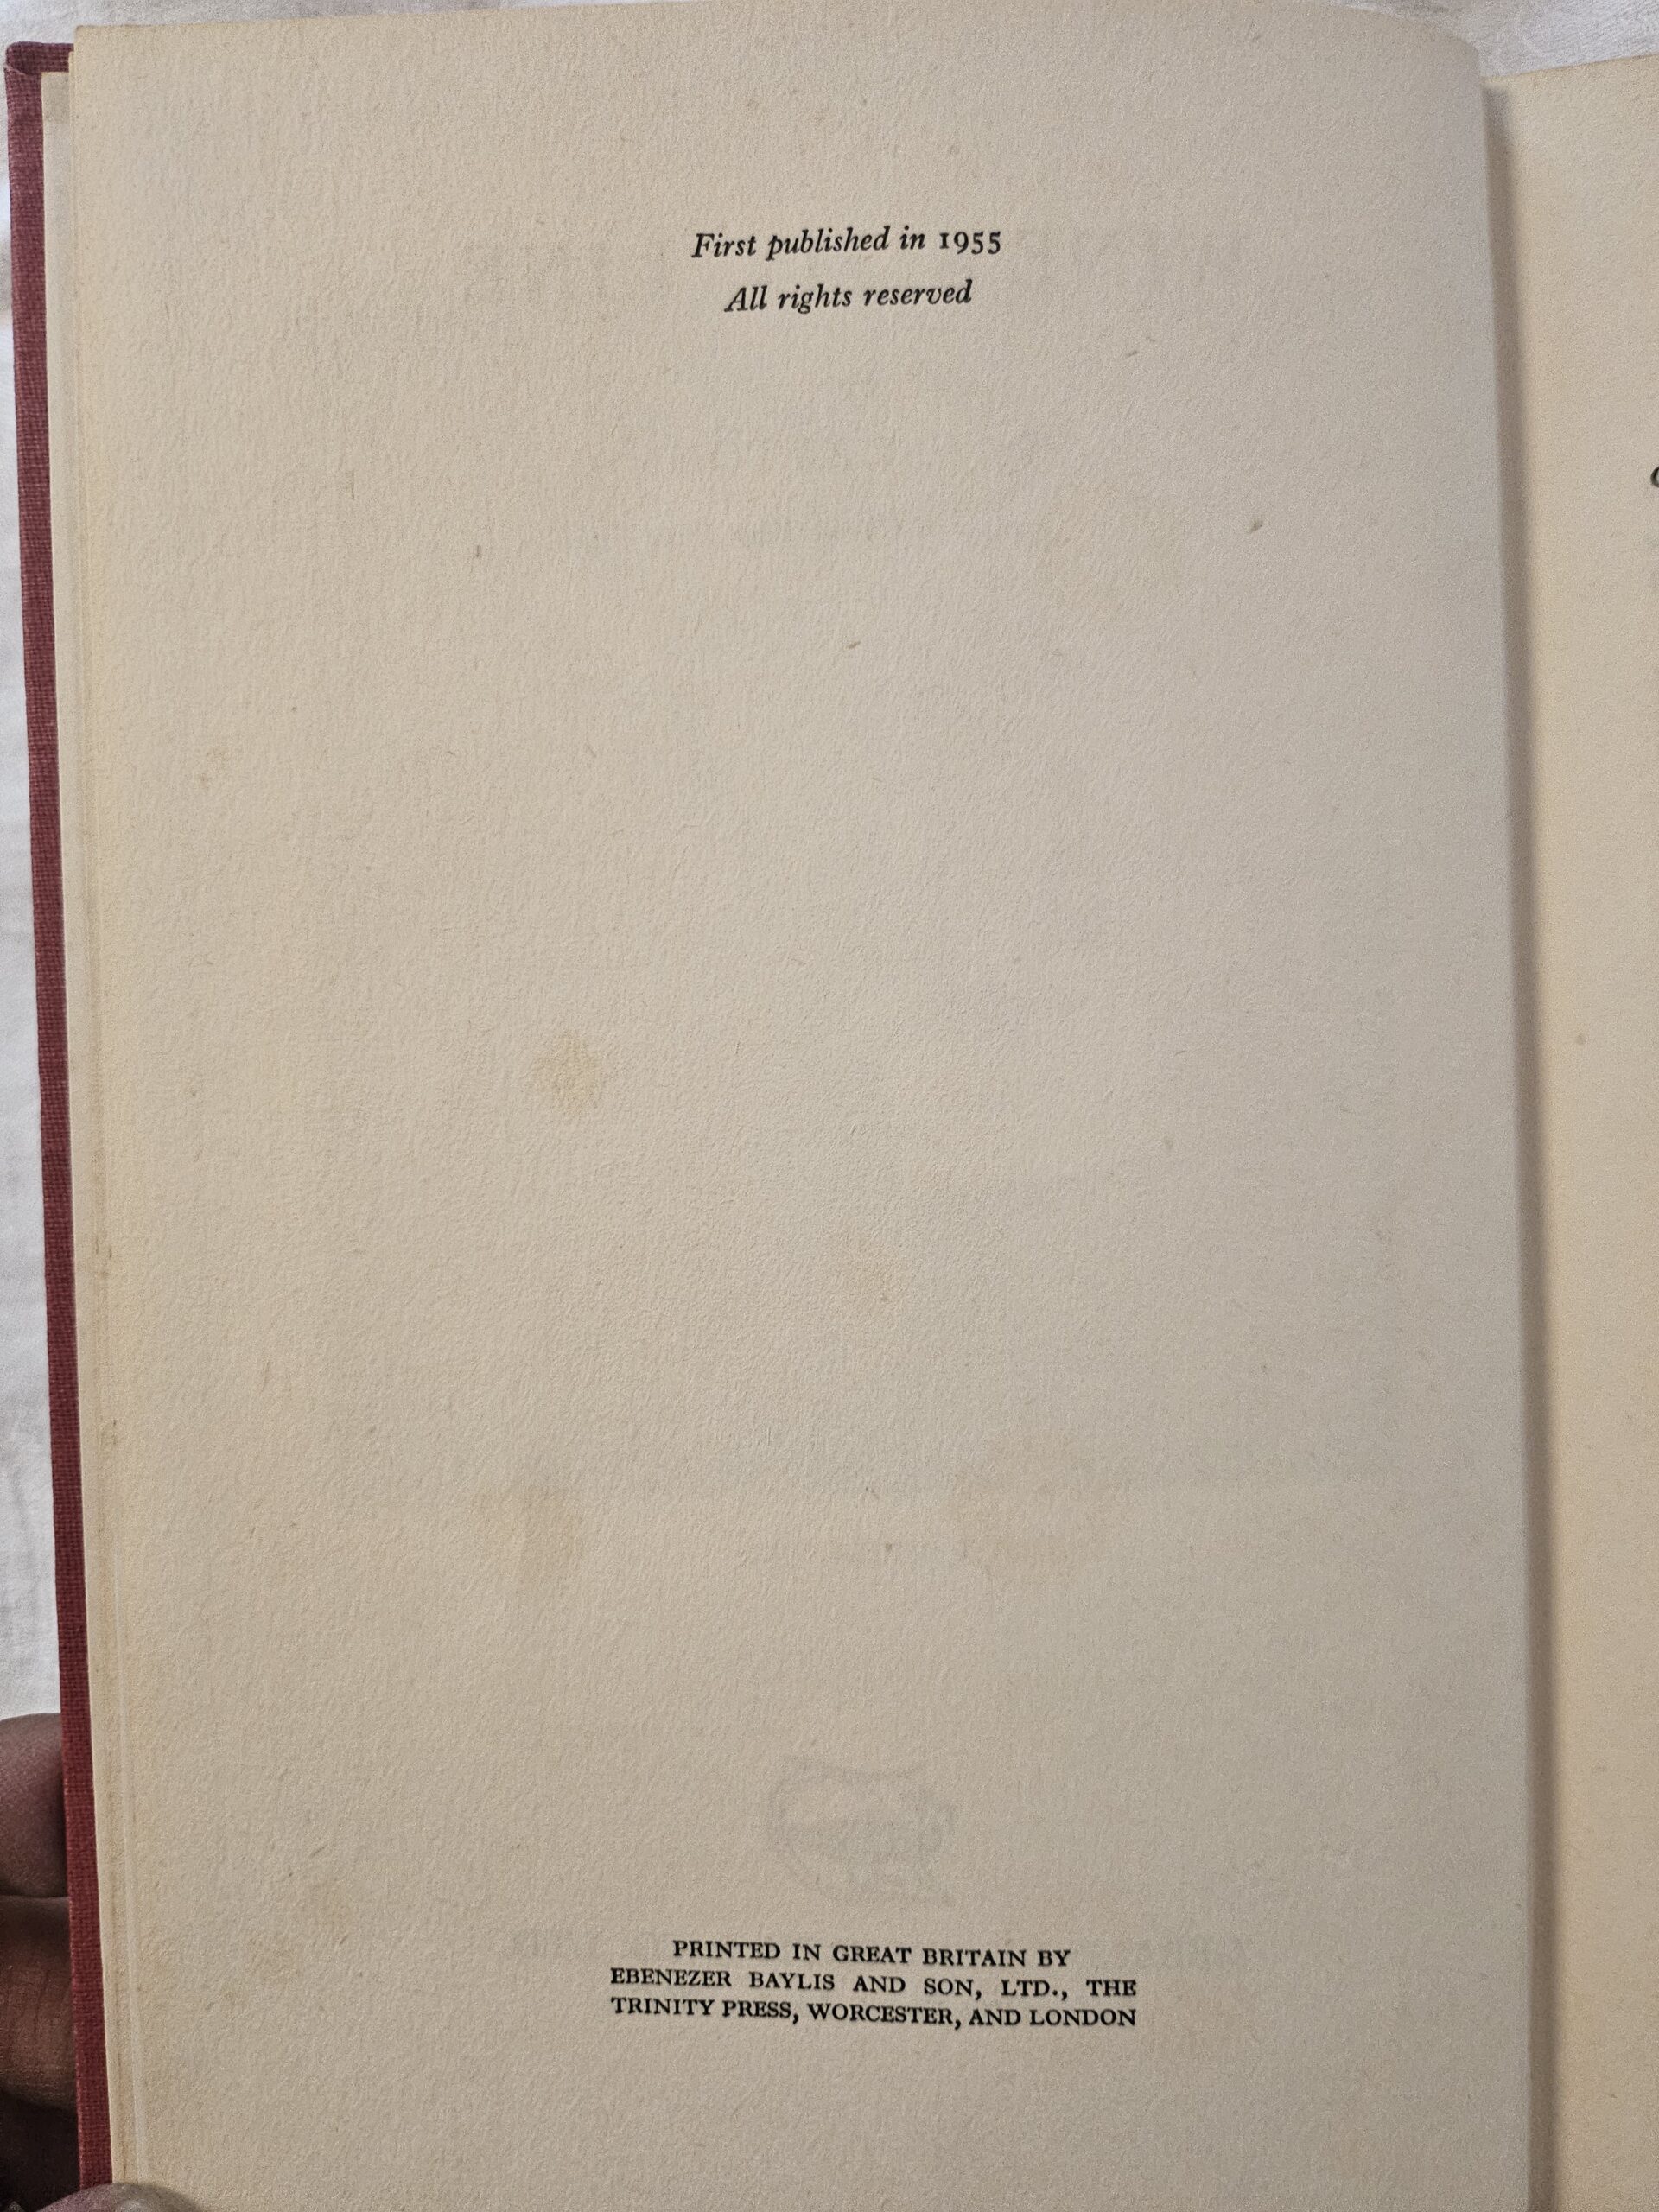 First published in 1955
All rights reserved
PRINTED IN GREAT BRITAIN BY
EBENEZER BAYLIS AND SON, LTD., THE
TRINITY PRESS, WORCESTER, AND LONDON